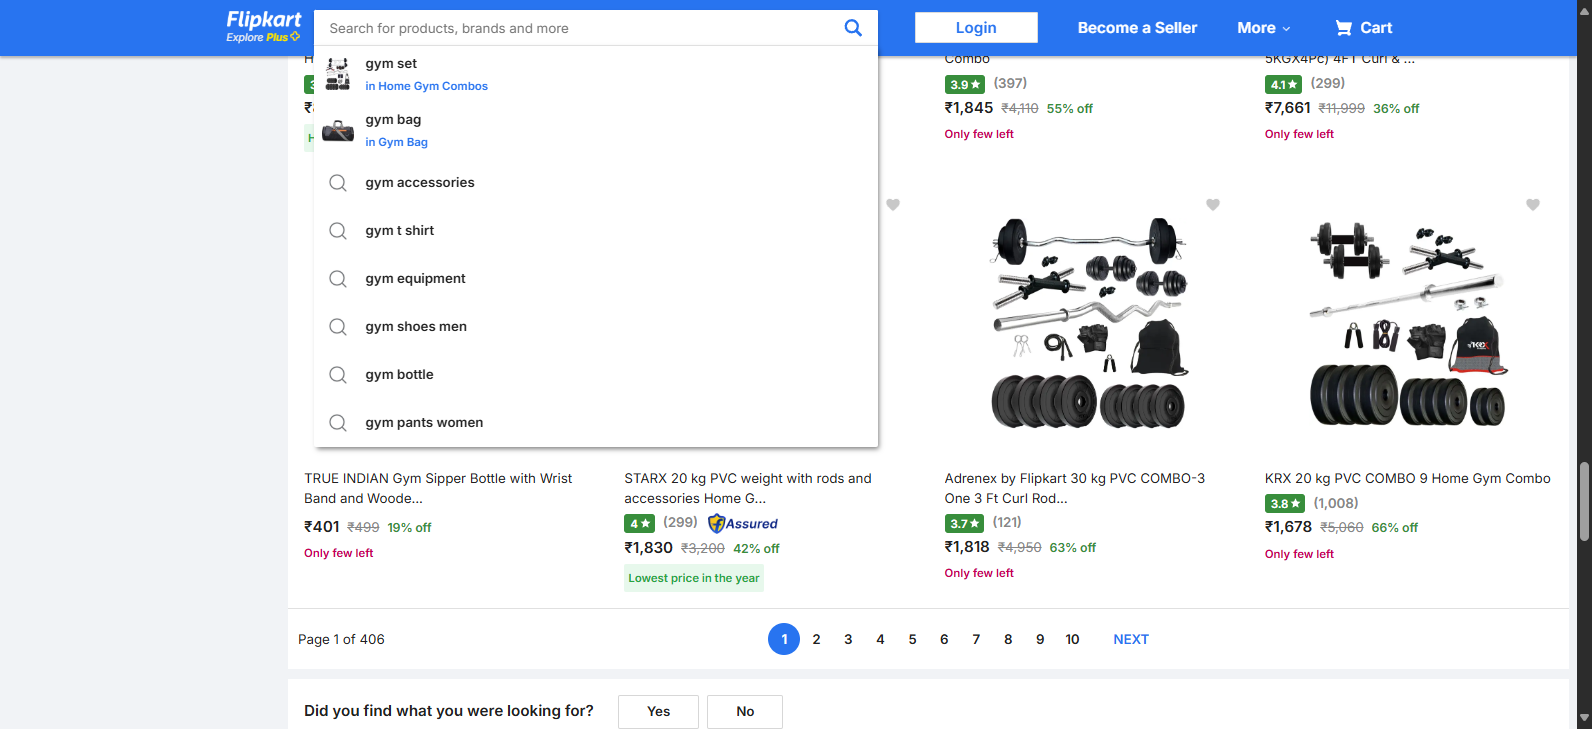 Flipkart
Explore Plus
Search for products, brands and more
Login
Become a Seller
More
Cart
gym set
in Home Gym Combos
gym bag
in Gym Bag
gym accessories
gym t shirt
gym equipment
gym shoes men
gym bottle
gym pants women
Combo
3.9★ (397)
₹1,845 ₹4,110 55% off
Only few left
5KGX4Pc) 4FT Curl & ...
4.1★ (299)
₹7,661 ₹11,999 36% off
Only few left
KRX
TRUE INDIAN Gym Sipper Bottle with Wrist
Band and Woode...
₹401 ₹499 19% off
Only few left
STARX 20 kg PVC weight with rods and
accessories Home G...
4★ (299) Assured
₹1,830 ₹3,200 42% off
Lowest price in the year
Adrenex by Flipkart 30 kg PVC COMBO-3
One 3 Ft Curl Rod...
3.7★ (121)
₹1,818 ₹4,950 63% off
Only few left
KRX 20 kg PVC COMBO 9 Home Gym Combo
3.8★ (1,008)
₹1,678 ₹5,060 66% off
Only few left
Page 1 of 406
1 2 3 4 5 6 7 8 9 10 NEXT
Did you find what you were looking for?
Yes
No